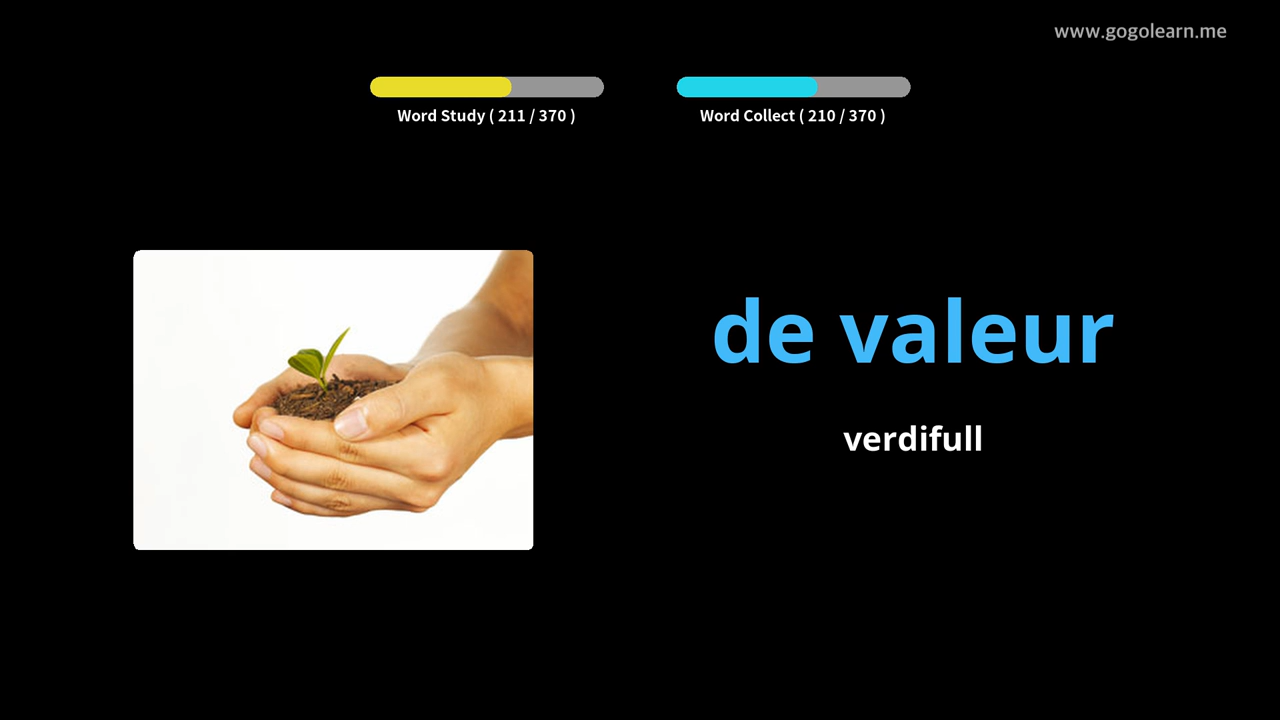 www.gogolearn.me
Word Study ( 211 / 370 )
Word Collect ( 210 / 370 )
de valeur
verdifull